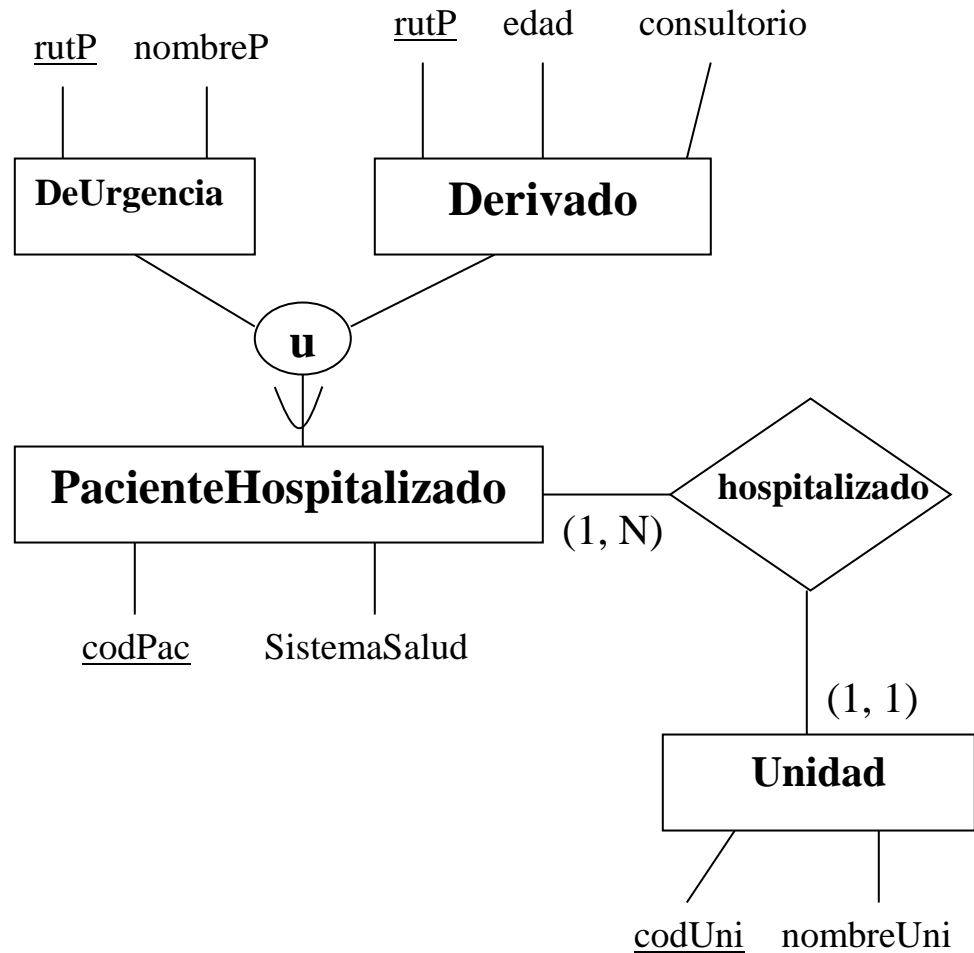 rutP nombreP
rutP edad consultorio
DeUrgencia
Derivado
u
PacienteHospitalizado
hospitalizado
(1, N)
codPac SistemaSalud
(1, 1)
Unidad
codUni nombreUni